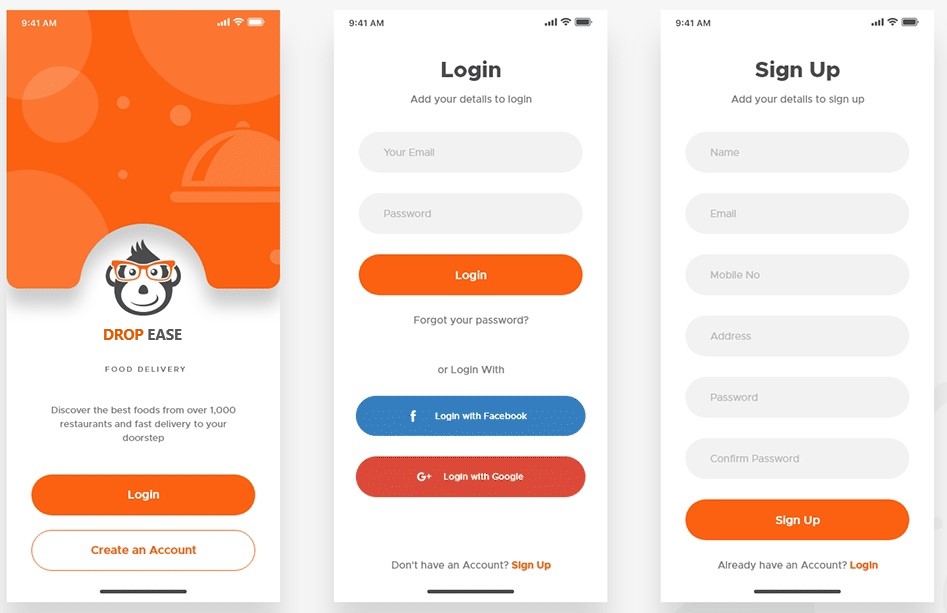 9:41 AM
DROP EASE
FOOD DELIVERY
Discover the best foods from over 1,000
restaurants and fast delivery to your
doorstep
Login
Create an Account
9:41 AM
Login
Add your details to login
Your Email
Password
Login
Forgot your password?
or Login With
f Login with Facebook
G+ Login with Google
Don't have an Account? Sign Up
9:41 AM
Sign Up
Add your details to sign up
Name
Email
Mobile No
Address
Password
Confirm Password
Sign Up
Already have an Account? Login